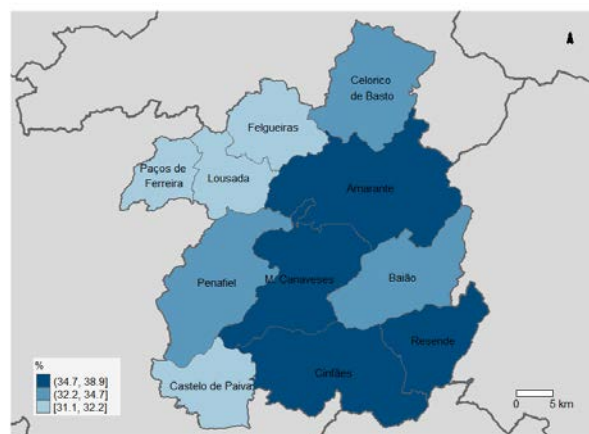 Celorico
de Basto
Felgueiras
Paços de
Ferreira
Lousada
Amarante
Penafiel
M. Canaveses
Baião
Resende
Cinfães
Castelo de Paiva
%
(34.7, 38.9]
(32.2, 34.7]
[31.1, 32.2]
0 5 km